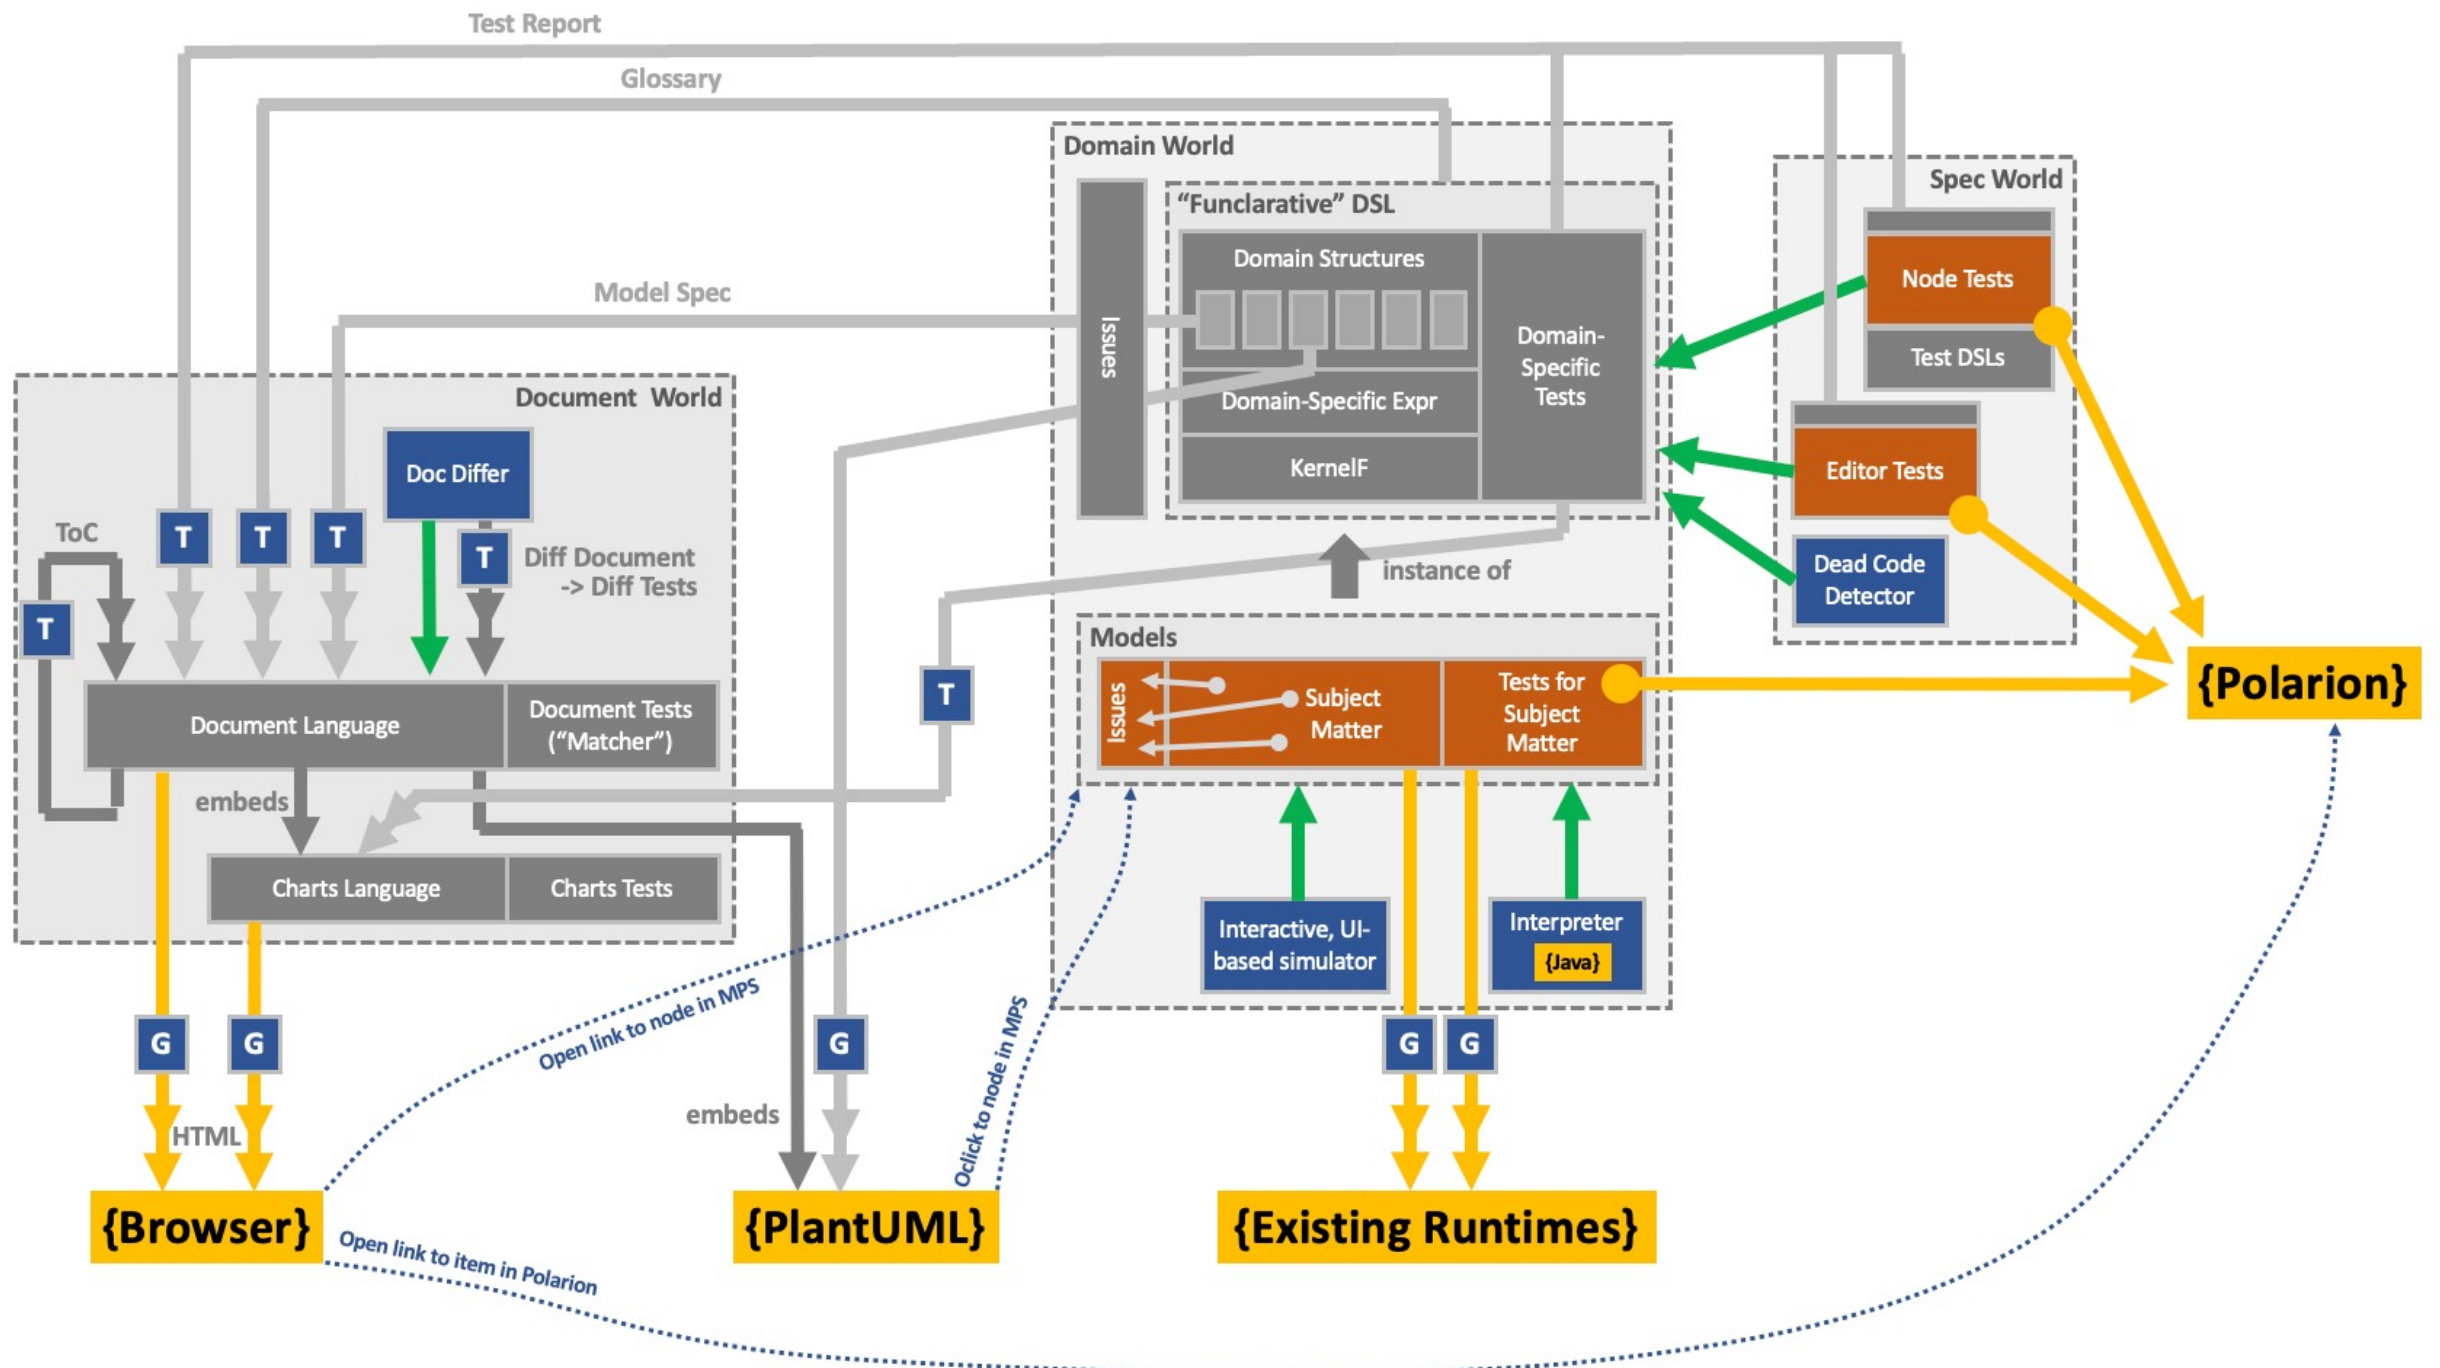 Test Report
Glossary
Domain World
Spec World
"Funclarative" DSL
Domain Structures
Node Tests
Model Spec
Issues
Domain-
Specific
Tests
Test DSLs
Document  World
Domain-Specific Expr
KernelF
Doc Differ
Editor Tests
ToC
T
T
T
T
Diff Document
-> Diff Tests
instance of
Dead Code
Detector
T
Models
T
Issues
Subject
Matter
Tests for
Subject
Matter
{Polarion}
Document Language
Document Tests
("Matcher")
embeds
Charts Language
Charts Tests
Interactive, UI-
based simulator
Interpreter
{Java}
Open link to node in MPS
Oclick to node in MPS
G
G
G
G
G
embeds
HTML
{Browser}
{PlantUML}
{Existing Runtimes}
Open link to item in Polarion